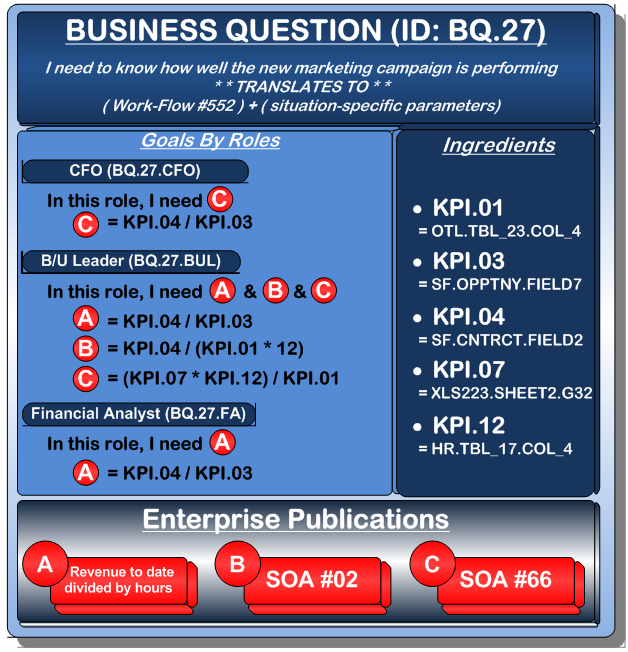 BUSINESS QUESTION (ID: BQ.27)
I need to know how well the new marketing campaign is performing
* * TRANSLATES TO * *
( Work-Flow #552 ) + ( situation-specific parameters)
Goals By Roles
CFO (BQ.27.CFO)
In this role, I need C
C = KPI.04 / KPI.03
B/U Leader (BQ.27.BUL)
In this role, I need A & B & C
A = KPI.04 / KPI.03
B = KPI.04 / (KPI.01 * 12)
C = (KPI.07 * KPI.12) / KPI.01
Financial Analyst (BQ.27.FA)
In this role, I need A
A = KPI.04 / KPI.03
Ingredients
• KPI.01
= OTL.TBL_23.COL_4
• KPI.03
= SF.OPPTNY.FIELD7
• KPI.04
= SF.CNTRCT.FIELD2
• KPI.07
= XLS223.SHEET2.G32
• KPI.12
= HR.TBL_17.COL_4
Enterprise Publications
A
Revenue to date
divided by hours
B
SOA #02
C
SOA #66